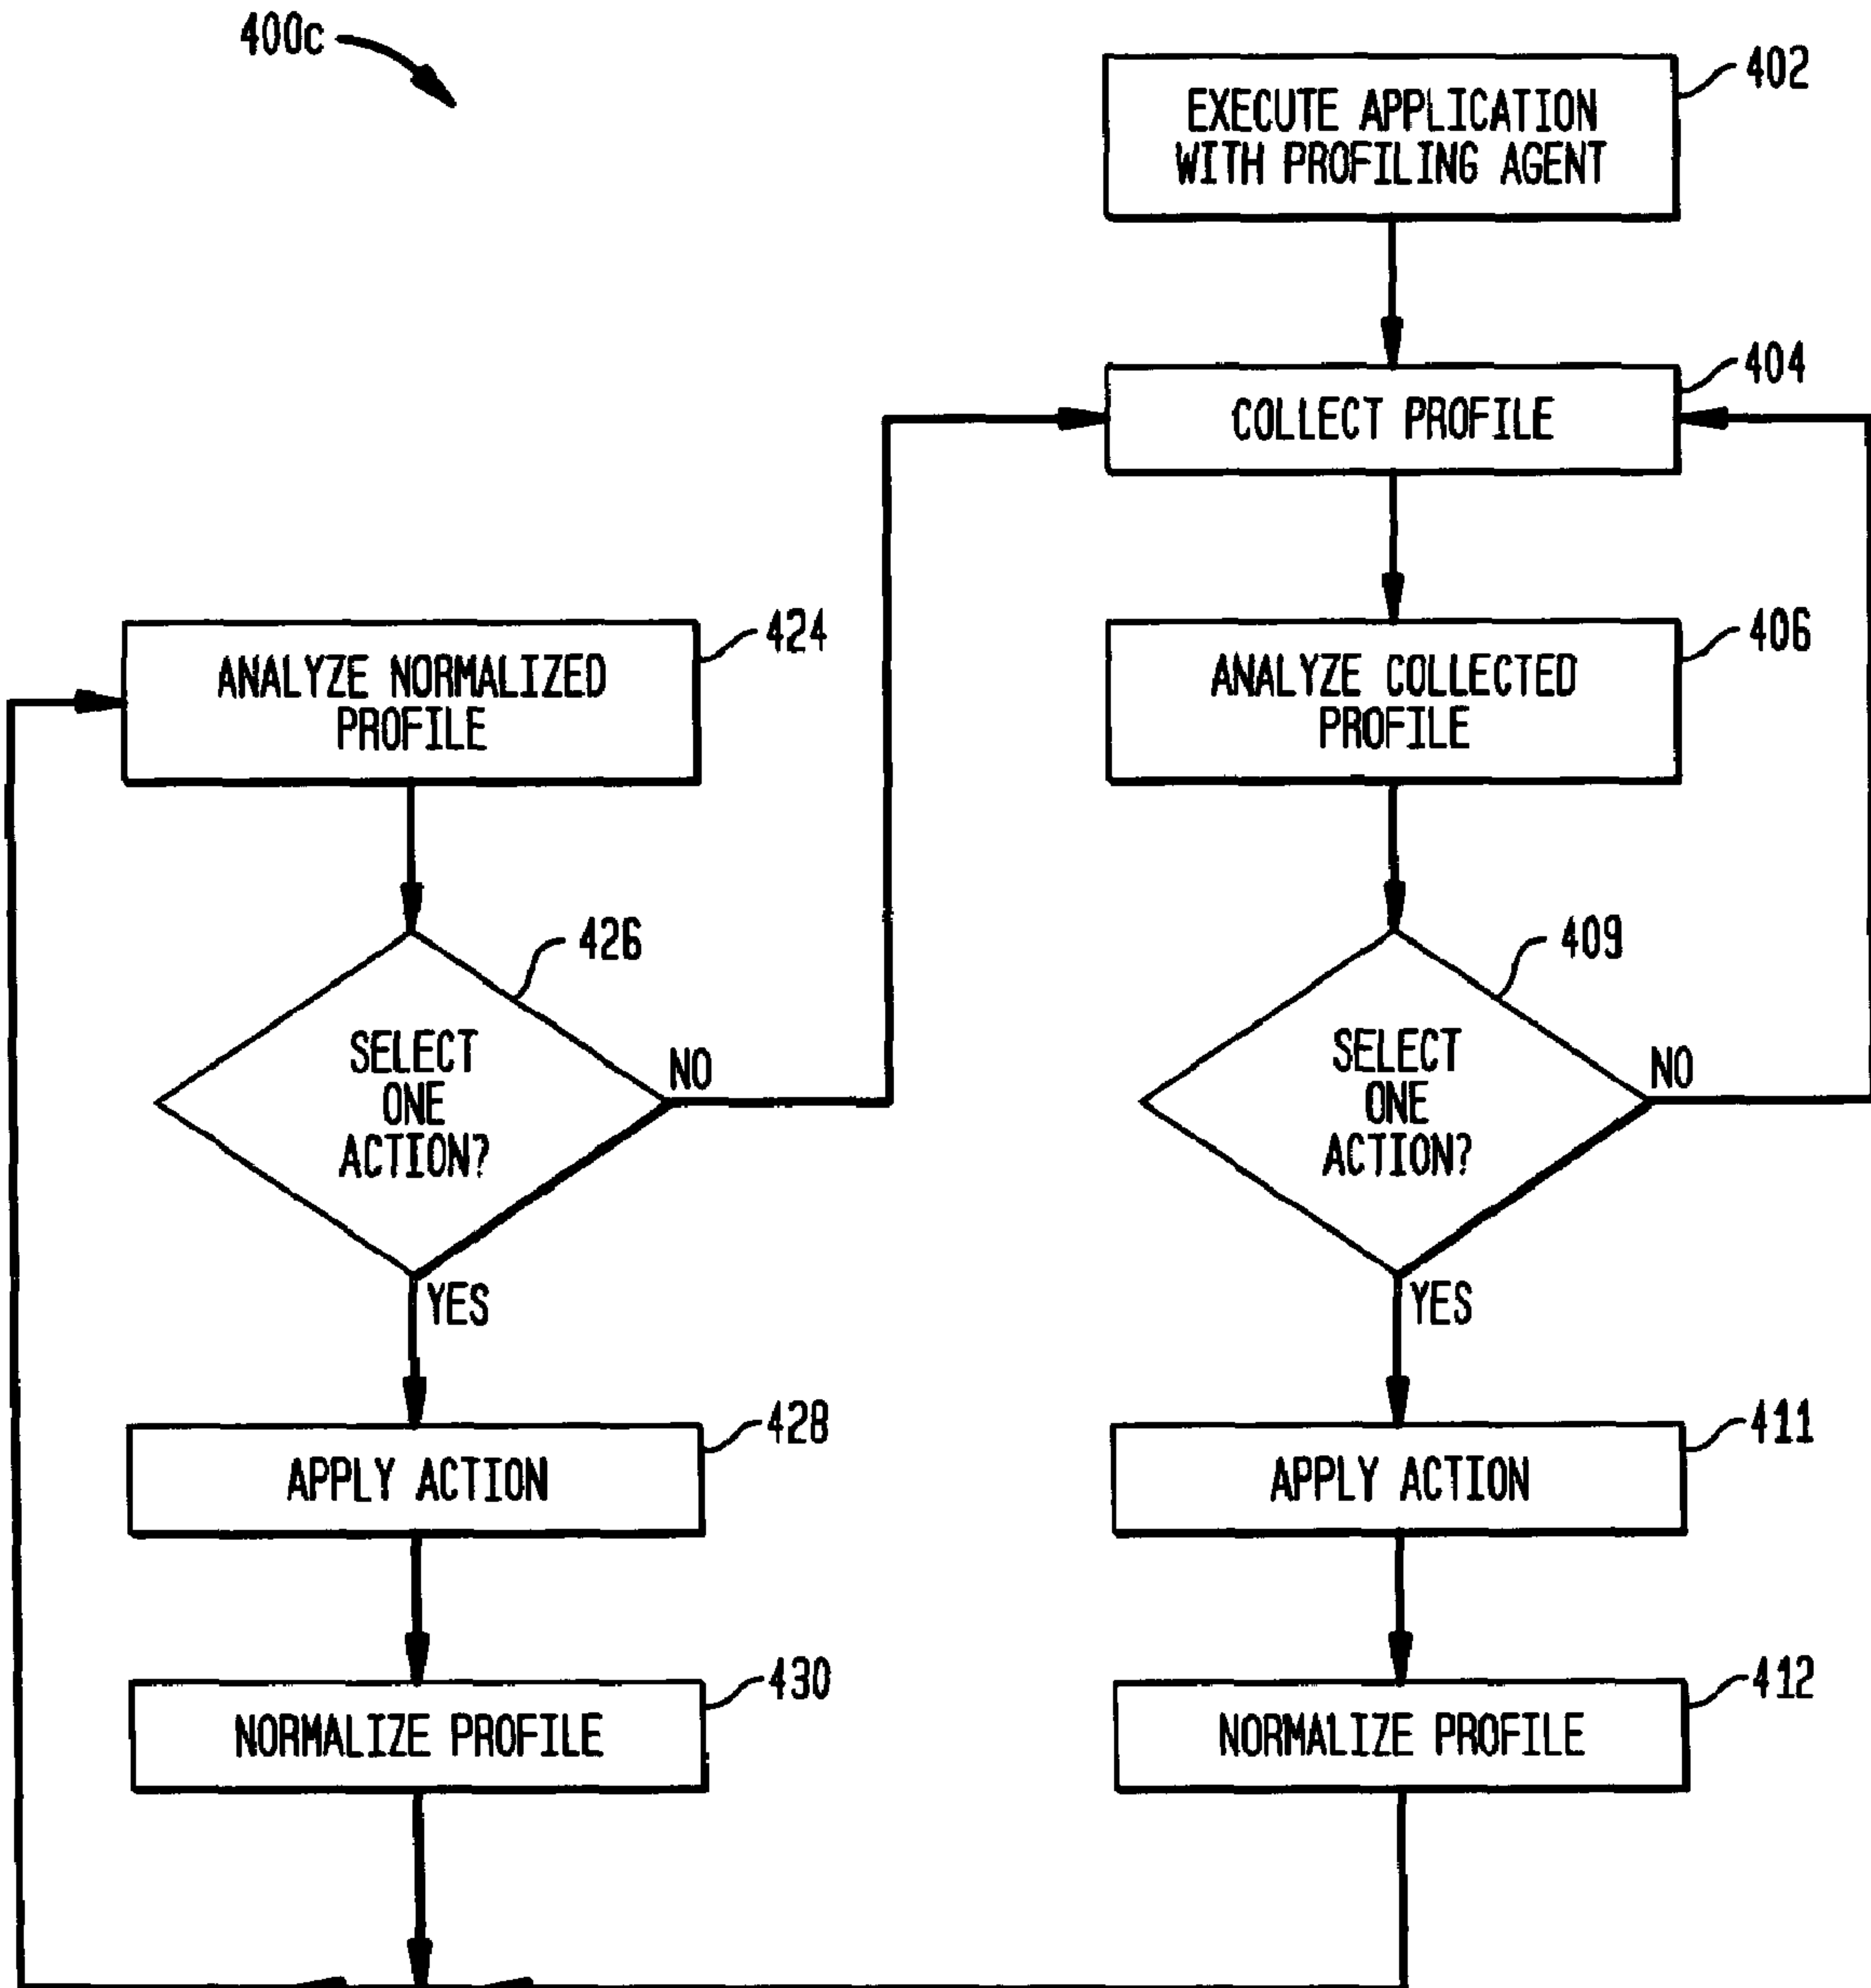 400c
402
EXECUTE APPLICATION
WITH PROFILING AGENT
404
COLLECT PROFILE
424
ANALYZE NORMALIZED
PROFILE
406
ANALYZE COLLECTED
PROFILE
426
SELECT
ONE
ACTION?
NO
YES
409
SELECT
ONE
ACTION?
NO
YES
428
APPLY ACTION
411
APPLY ACTION
430
NORMALIZE PROFILE
412
NORMALIZE PROFILE